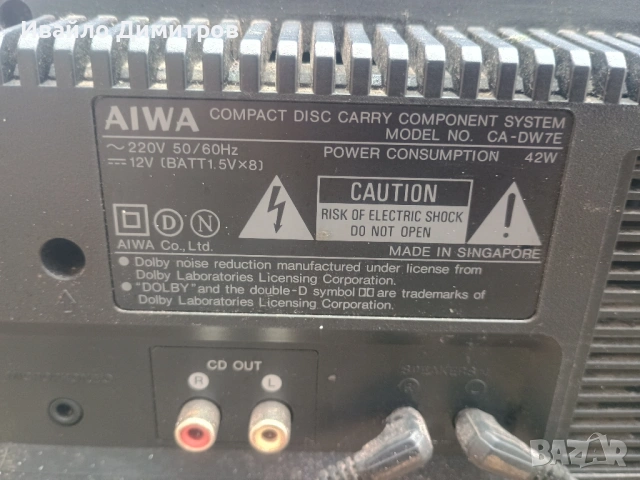 Ивайло Димитров
AIWA COMPACT DISC CARRY COMPONENT SYSTEM
MODEL NO. CA-DW7E
~ 220V 50/60Hz POWER CONSUMPTION 42W
⎓ 12V (BATT1.5V×8)
CAUTION
RISK OF ELECTRIC SHOCK
DO NOT OPEN
D N
AIWA Co., Ltd.
MADE IN SINGAPORE
● Dolby noise reduction manufactured under license from
Dolby Laboratories Licensing Corporation.
● "DOLBY" and the double-D symbol are trademarks of
Dolby Laboratories Licensing Corporation.
CD OUT
R L
SPEAKERS
R
BAZAR.BG